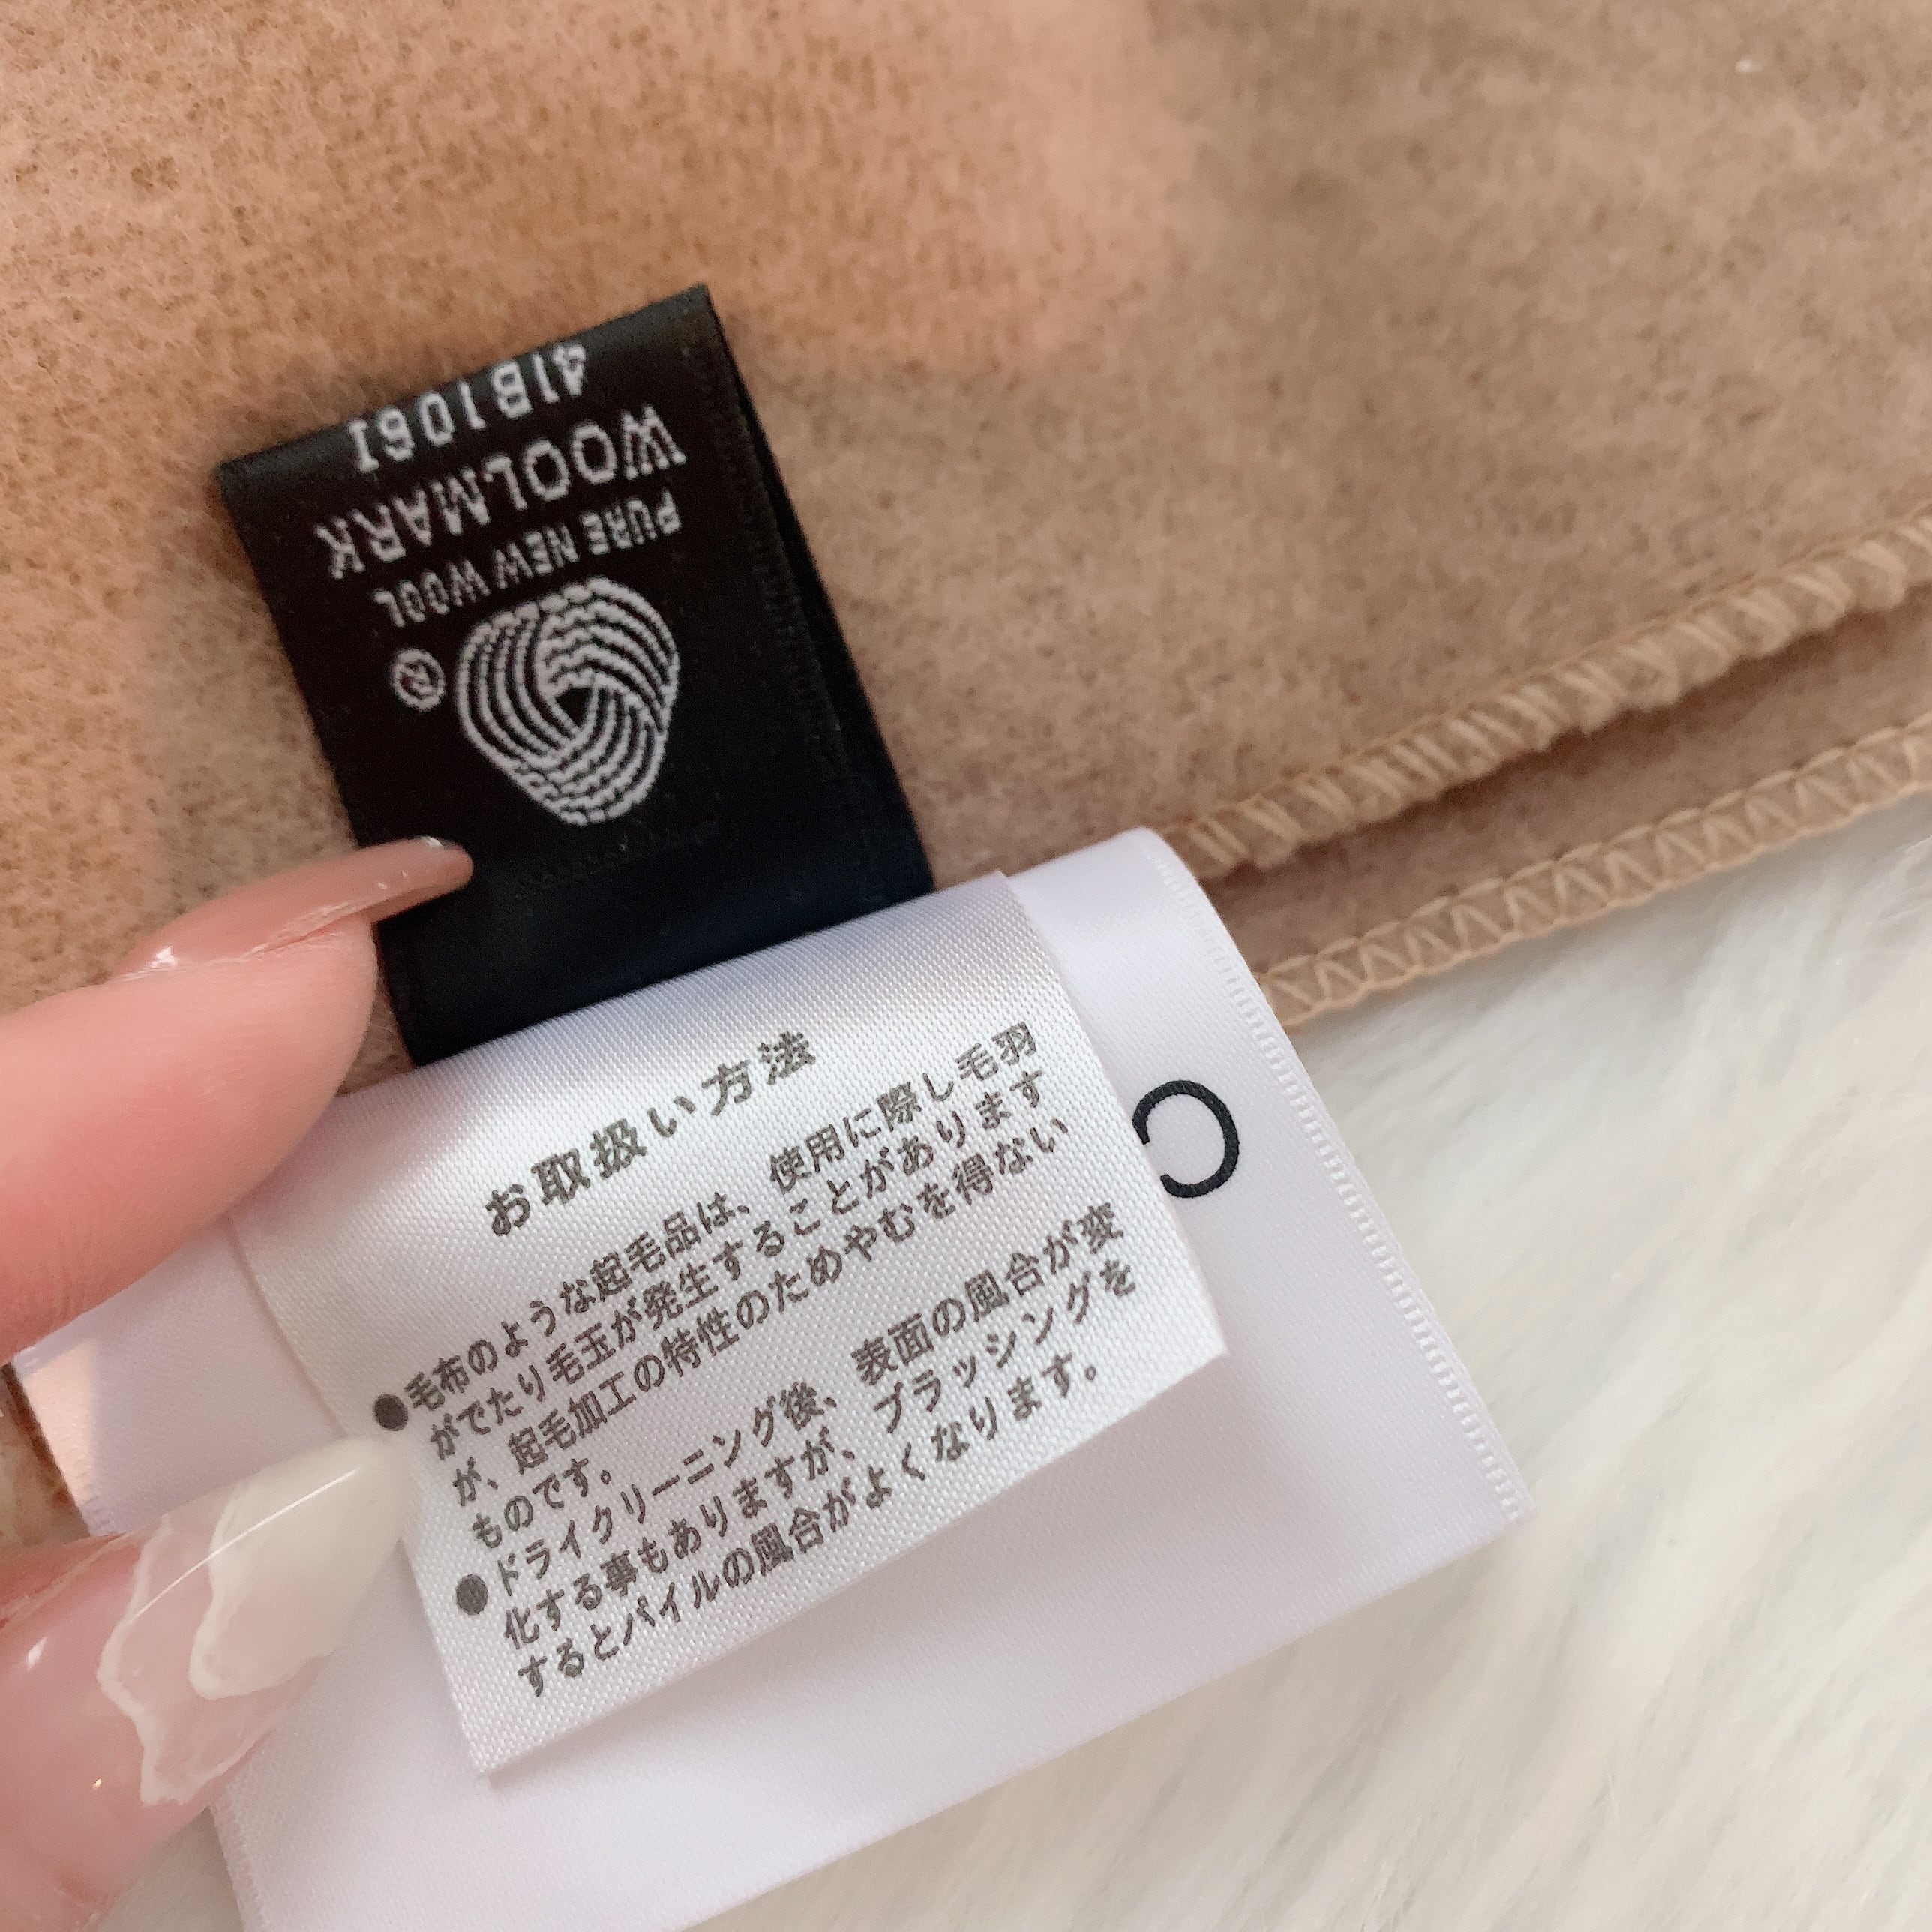 PURE NEW WOOL
WOOLMARK
41B106I
お取扱い方法
●毛布のような起毛品は、使用に際し毛羽
がでたり毛玉が発生することがあります
が、起毛加工の特性のためやむを得ない
ものです。
●ドライクリーニング後、表面の風合が変
化する事もありますが、ブラッシングを
するとパイルの風合がよくなります。